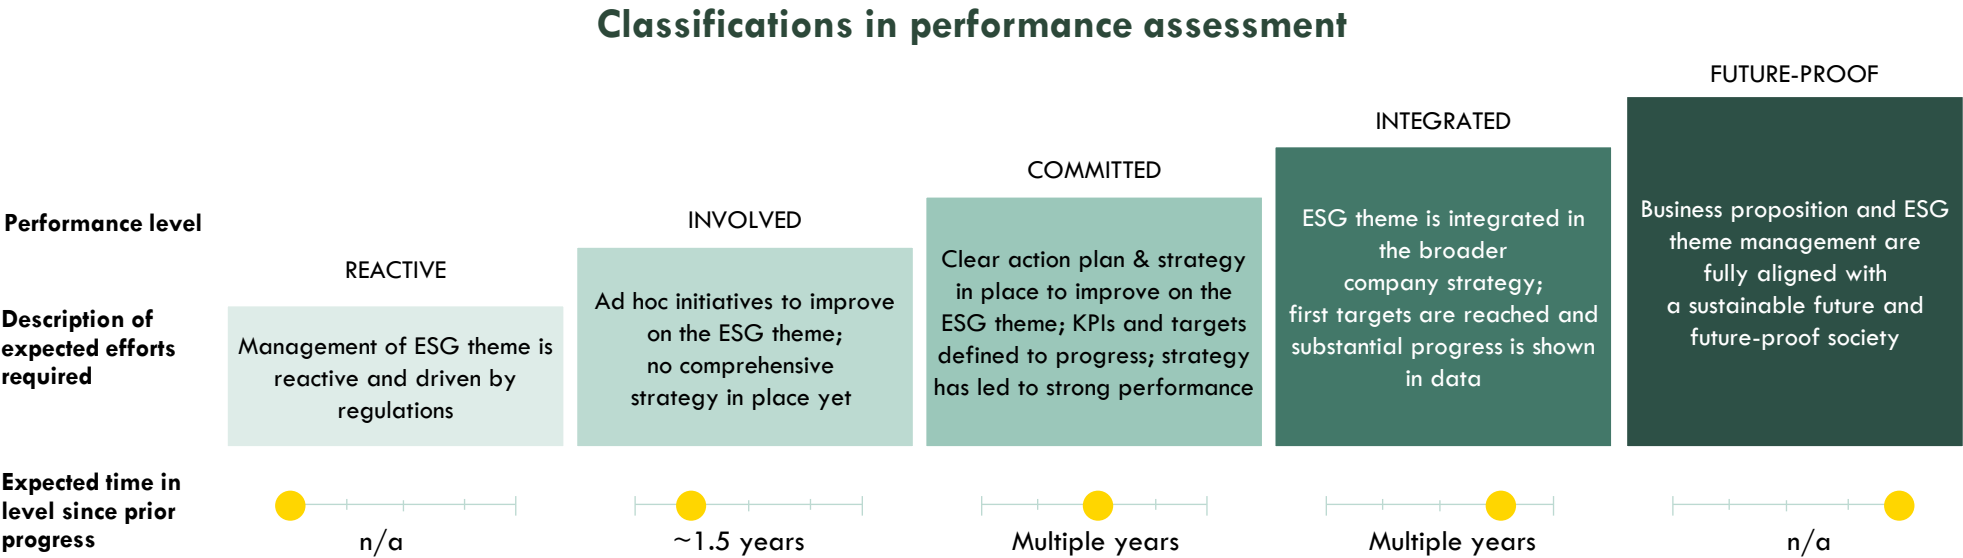 Classifications in performance assessment
Performance level
REACTIVE
INVOLVED
COMMITTED
INTEGRATED
FUTURE-PROOF
Description of
expected efforts
required
Management of ESG theme is
reactive and driven by
regulations
Ad hoc initiatives to improve
on the ESG theme;
no comprehensive
strategy in place yet
Clear action plan & strategy
in place to improve on the
ESG theme; KPIs and targets
defined to progress; strategy
has led to strong performance
ESG theme is integrated in
the broader
company strategy;
first targets are reached and
substantial progress is shown
in data
Business proposition and ESG
theme management are
fully aligned with
a sustainable future and
future-proof society
Expected time in
level since prior
progress
n/a
~1.5 years
Multiple years
Multiple years
n/a